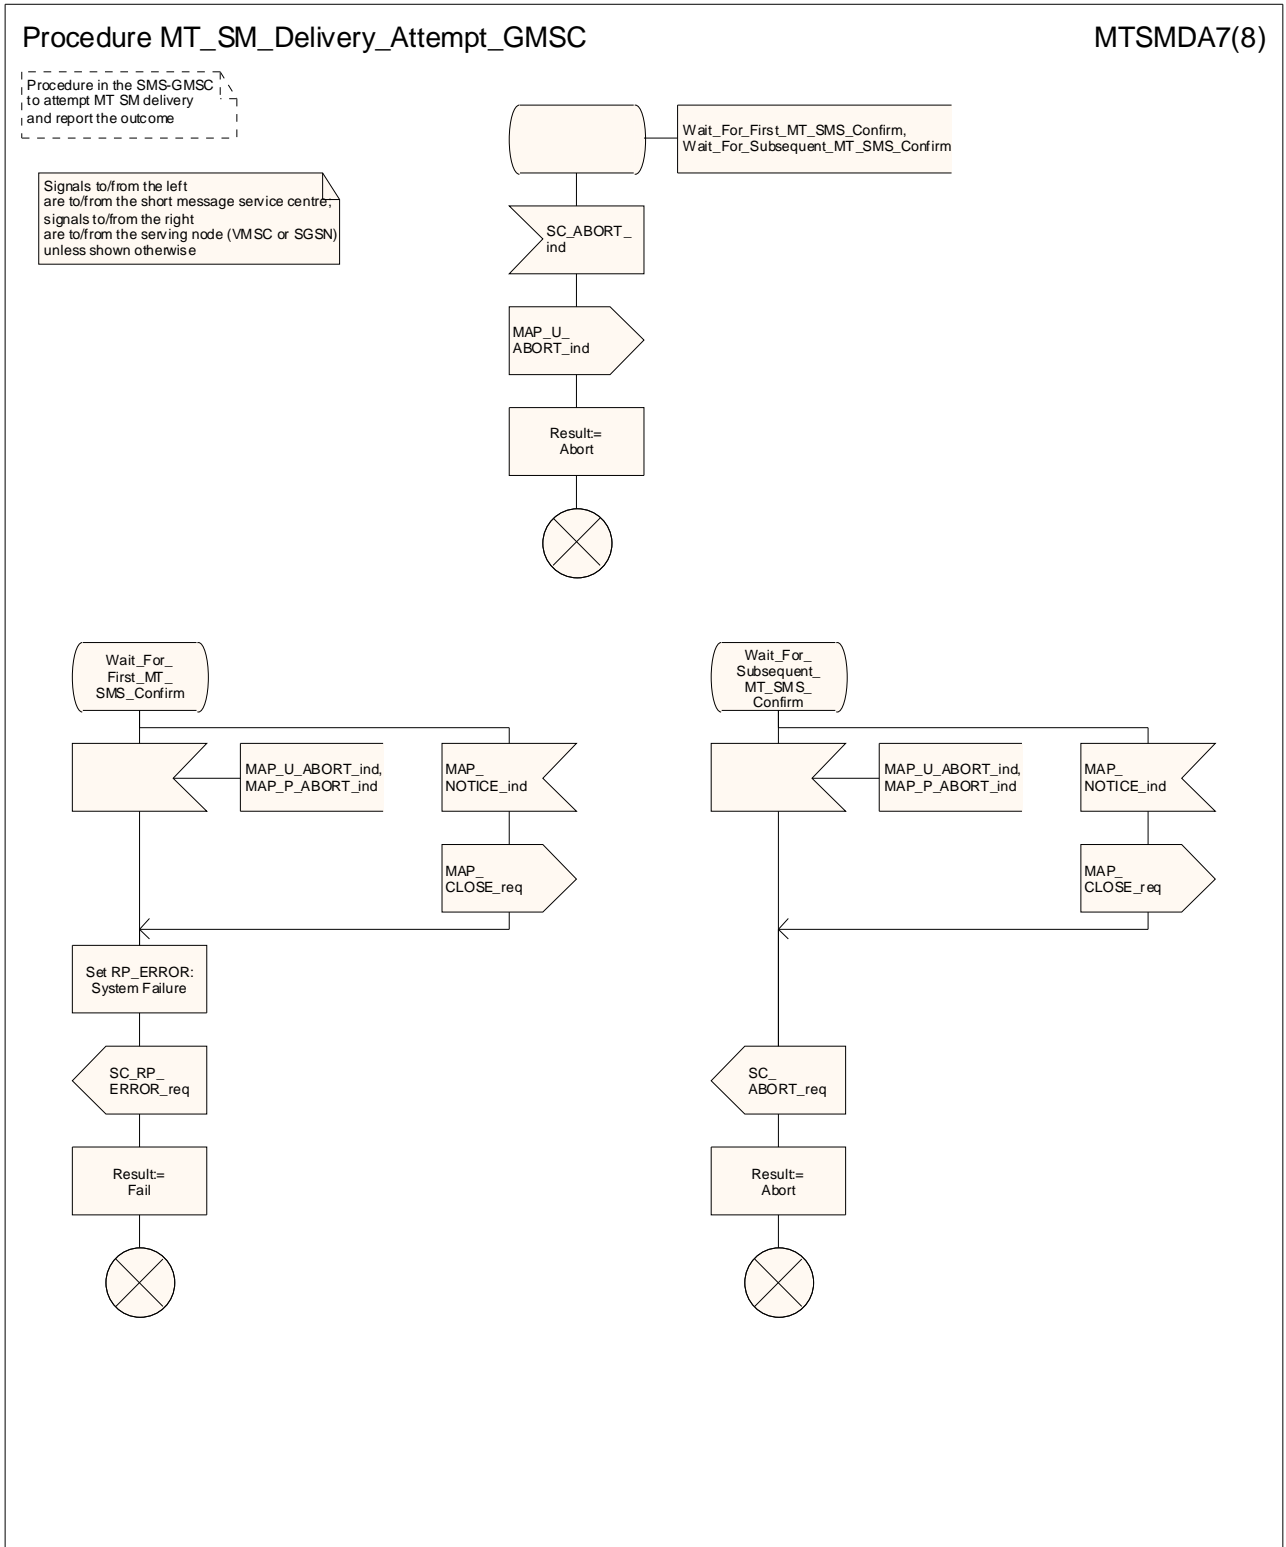 Procedure MT_SM_Delivery_Attempt_GMSC
MTSMDA7(8)
Procedure in the SMS-GMSC
to attempt MT SM delivery
and report the outcome
Signals to/from the left
are to/from the short message service centre;
signals to/from the right
are to/from the serving node (VMSC or SGSN)
unless shown otherwise
Wait_For_First_MT_SMS_Confirm,
Wait_For_Subsequent_MT_SMS_Confirm
SC_ABORT_
ind
MAP_U_
ABORT_ind
Result:=
Abort
Wait_For_
First_MT_
SMS_Confirm
MAP_U_ABORT_ind,
MAP_P_ABORT_ind
MAP_
NOTICE_ind
MAP_
CLOSE_req
Set RP_ERROR:
System Failure
SC_RP_
ERROR_req
Result:=
Fail
Wait_For_
Subsequent_
MT_SMS_
Confirm
MAP_U_ABORT_ind,
MAP_P_ABORT_ind
MAP_
NOTICE_ind
MAP_
CLOSE_req
SC_
ABORT_req
Result:=
Abort